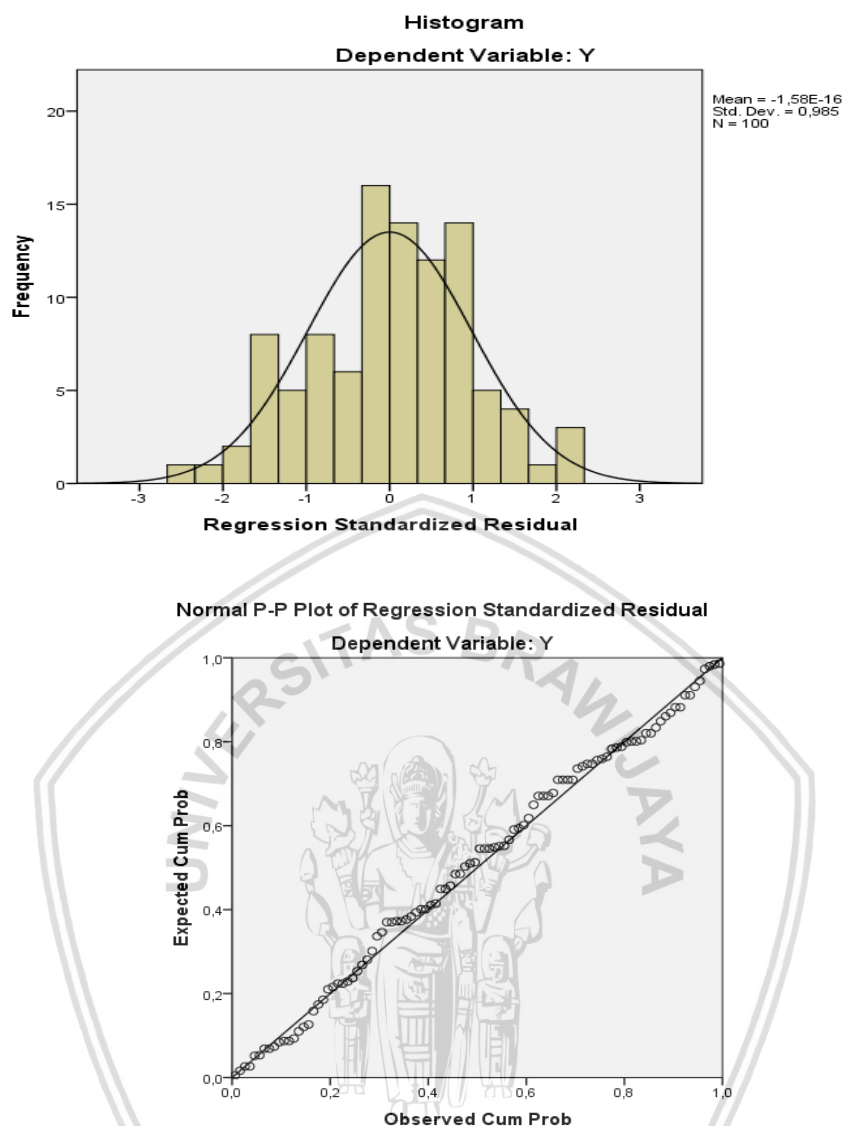 Histogram
Dependent Variable: Y
Mean = -1,58E-16
Std. Dev. = 0,985
N = 100
Frequency
20
15
10
5
0
-3 -2 -1 0 1 2 3
Regression Standardized Residual
Normal P-P Plot of Regression Standardized Residual
Dependent Variable: Y
UNIVERSITAS BRAWIJAYA
Expected Cum Prob
1,0
0,8
0,6
0,4
0,2
0,0
0,0 0,2 0,4 0,6 0,8 1,0
Observed Cum Prob